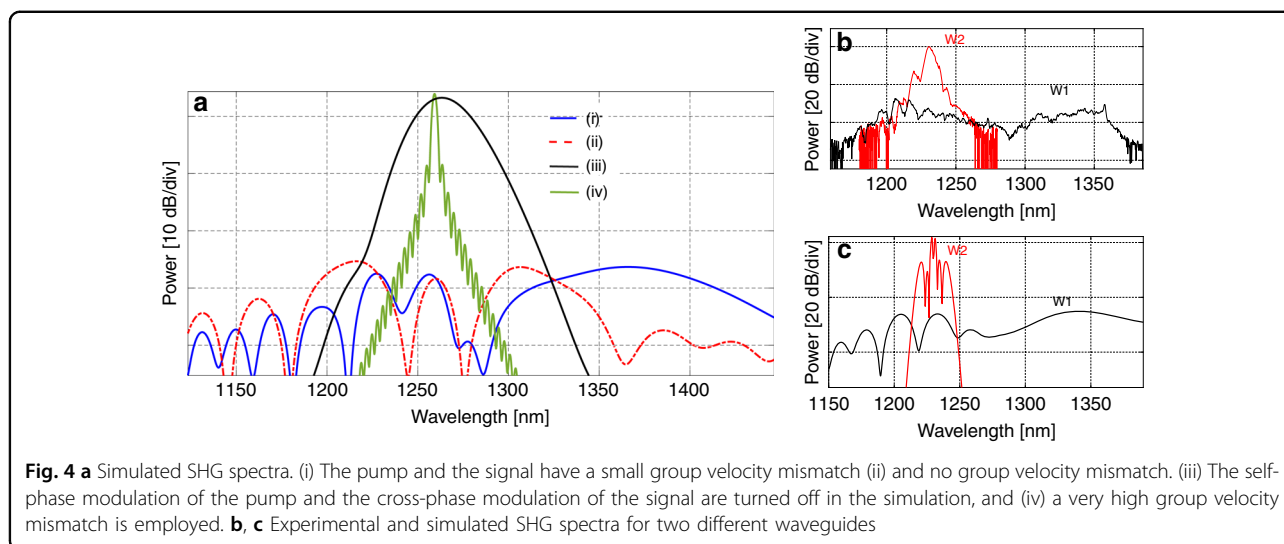 a
Power [10 dB/div]
(i)
(ii)
(iii)
(iv)
1150 1200 1250 1300 1350 1400
Wavelength [nm]
b
W2
W1
Power [20 dB/div]
1200 1250 1300 1350
Wavelength [nm]
c
W2
W1
Power [20 dB/div]
1150 1200 1250 1300 1350
Wavelength [nm]
Fig. 4 a Simulated SHG spectra. (i) The pump and the signal have a small group velocity mismatch (ii) and no group velocity mismatch. (iii) The self-
phase modulation of the pump and the cross-phase modulation of the signal are turned off in the simulation, and (iv) a very high group velocity
mismatch is employed. b, c Experimental and simulated SHG spectra for two different waveguides